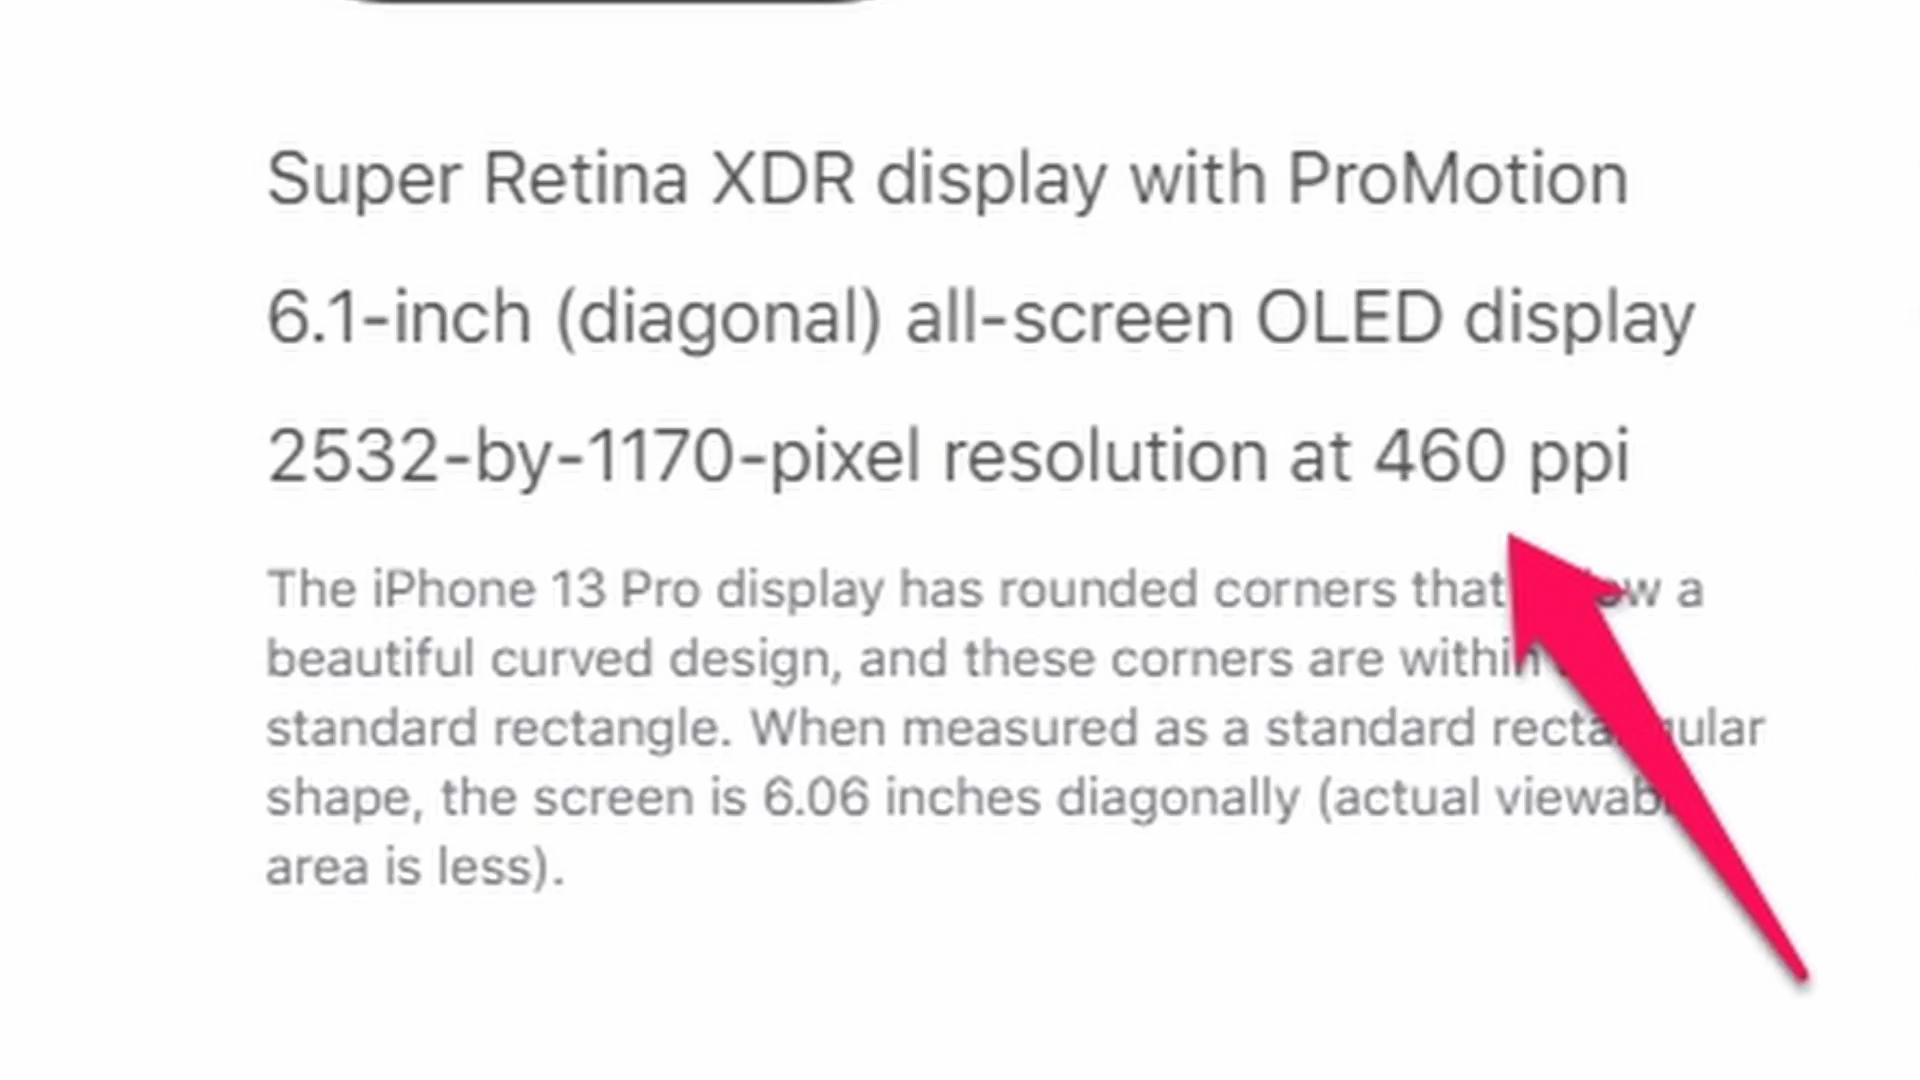 Super Retina XDR display with ProMotion
6.1-inch (diagonal) all-screen OLED display
2532-by-1170-pixel resolution at 460 ppi
The iPhone 13 Pro display has rounded corners that a
beautiful curved design, and these corners are within
standard rectangle. When measured as a standard
shape, the screen is 6.06 inches diagonally (actual
area is less).